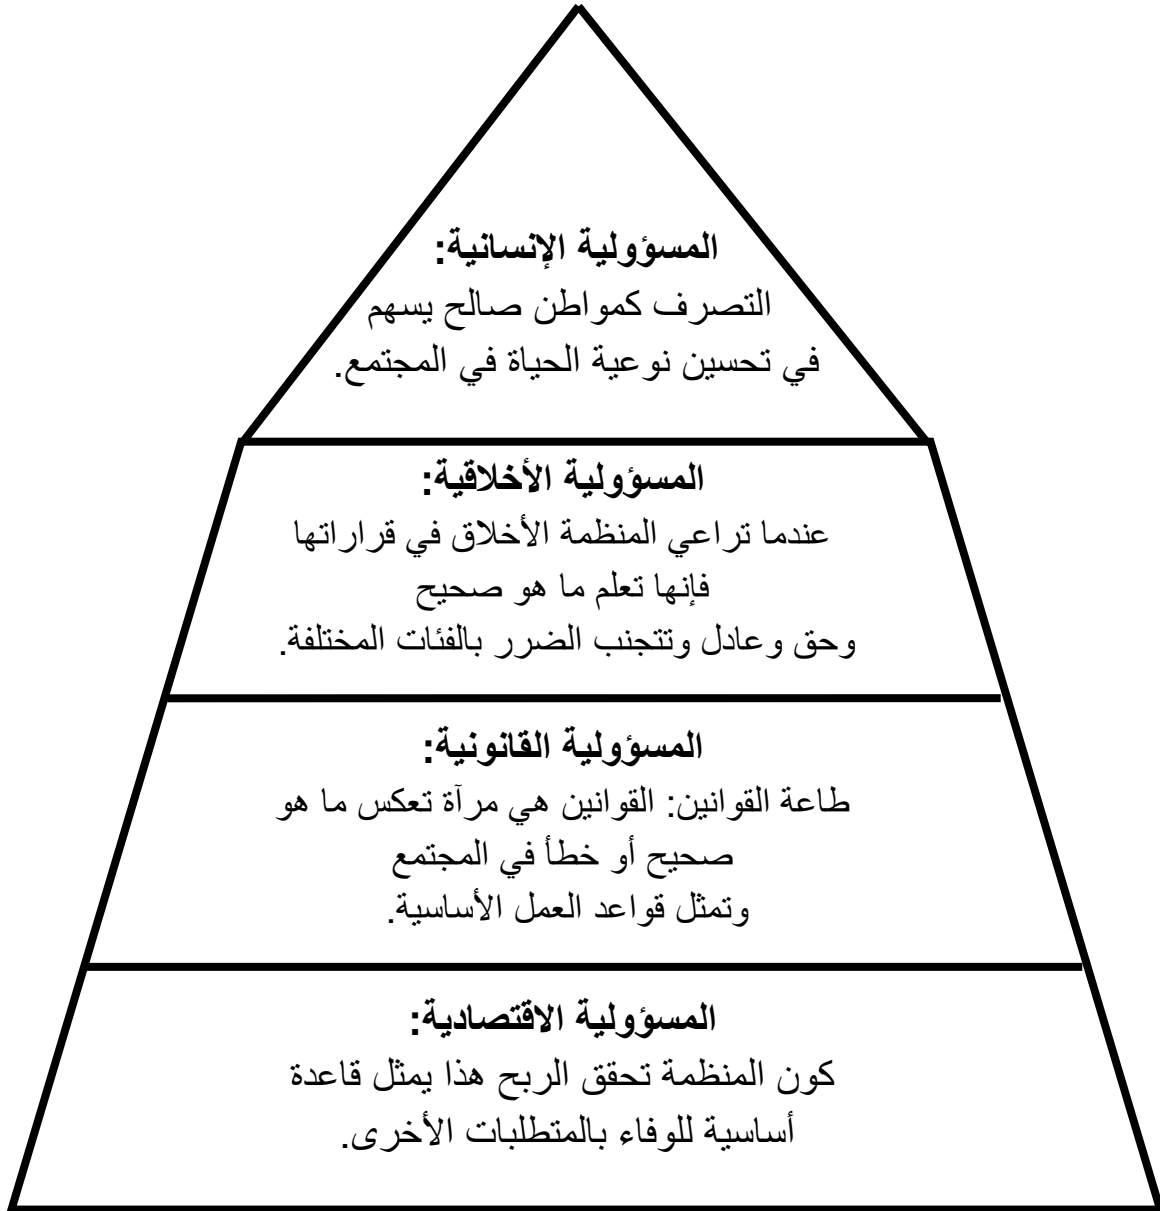 المسؤولية الإنسانية:
التصرف كمواطن صالح يسهم
في تحسين نوعية الحياة في المجتمع.
المسؤولية الأخلاقية:
عندما تراعي المنظمة الأخلاق في قراراتها
فإنها تعلم ما هو صحيح
وحق وعادل وتتجنب الضرر بالفئات المختلفة.
المسؤولية القانونية:
طاعة القوانين: القوانين هي مرآة تعكس ما هو
صحيح أو خطأ في المجتمع
وتمثل قواعد العمل الأساسية.
المسؤولية الاقتصادية:
كون المنظمة تحقق الربح هذا يمثل قاعدة
أساسية للوفاء بالمتطلبات الأخرى.